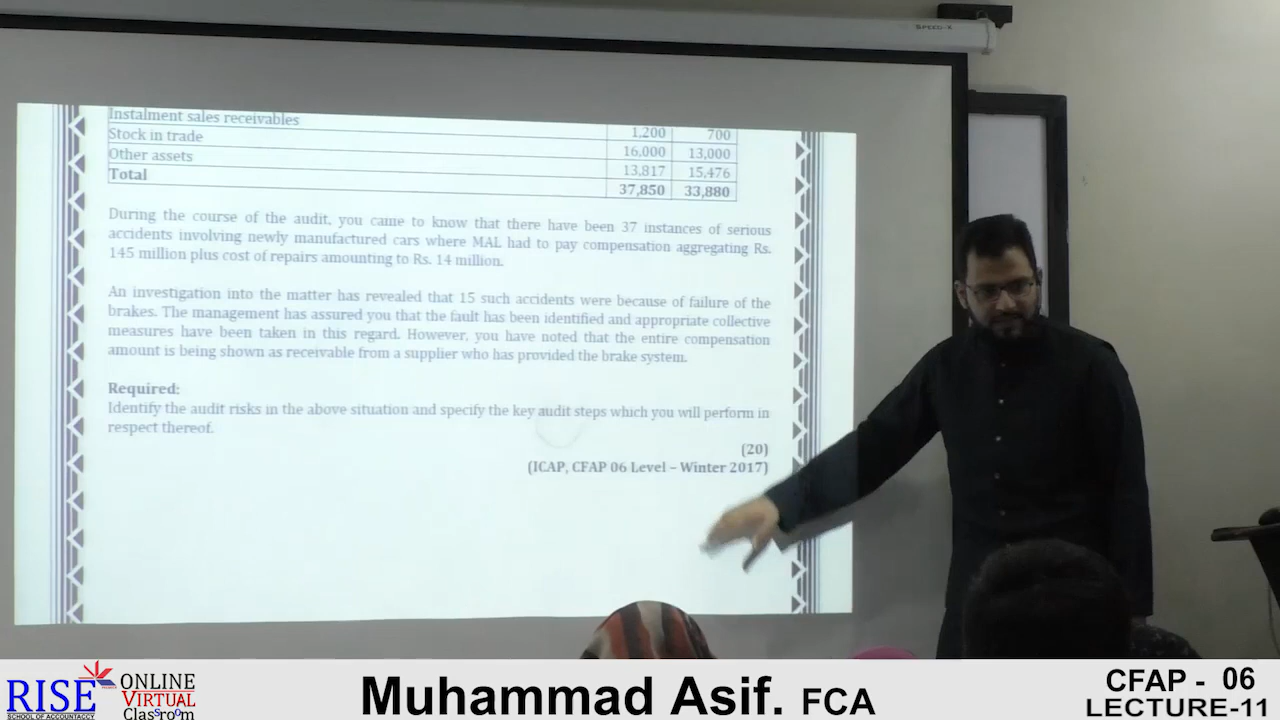 SPEED-X
Instalment sales receivables
Stock in trade 1,200 700
Other assets 16,000 13,000
Total 13,817 15,476
37,850 33,880
During the course of the audit, you came to know that there have been 37 instances of serious
accidents involving newly manufactured cars where MAL had to pay compensation aggregating Rs.
145 million plus cost of repairs amounting to Rs. 14 million.
An investigation into the matter has revealed that 15 such accidents were because of failure of the
brakes. The management has assured you that the fault has been identified and appropriate collective
measures have been taken in this regard. However, you have noted that the entire compensation
amount is being shown as receivable from a supplier who has provided the brake system.
Required:
Identify the audit risks in the above situation and specify the key audit steps which you will perform in
respect thereof.
(20)
(ICAP, CFAP 06 Level – Winter 2017)
RISE
SCHOOL OF ACCOUNTACCY
ONLINE
VIRTUAL
Classroom
Muhammad Asif. FCA
CFAP - 06
LECTURE-11